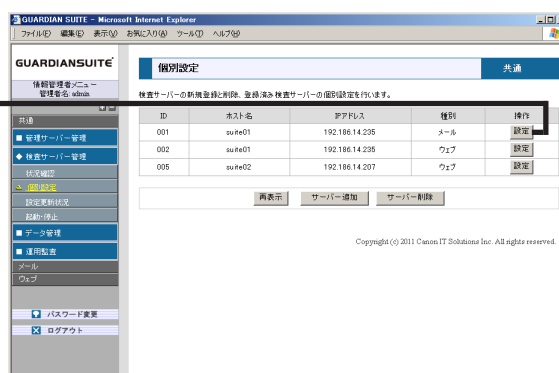 GUARDIAN SUITE - Microsoft Internet Explorer
ファイル(F) 編集(E) 表示(V) お気に入り(A) ツール(T) ヘルプ(H)
GUARDIANSUITE
情報管理者メニュー
管理者名: admin
共通
■ 管理サーバー管理
◆ 検査サーバー管理
状況確認
個別設定
設定更新状況
起動・停止
■ データ管理
■ 運用監査
メール
ウェブ
パスワード変更
ログアウト
個別設定 共通
検査サーバーの新規登録と削除、登録済み検査サーバーの個別設定を行います。
ID ホスト名 IPアドレス 種別 操作
001 suite01 192.186.14.235 メール 設定
002 suite01 192.186.14.235 ウェブ 設定
005 suite02 192.186.14.207 ウェブ 設定
再表示 サーバー追加 サーバー削除
Copyright (c) 2011 Canon IT Solutions Inc. All rights reserved.